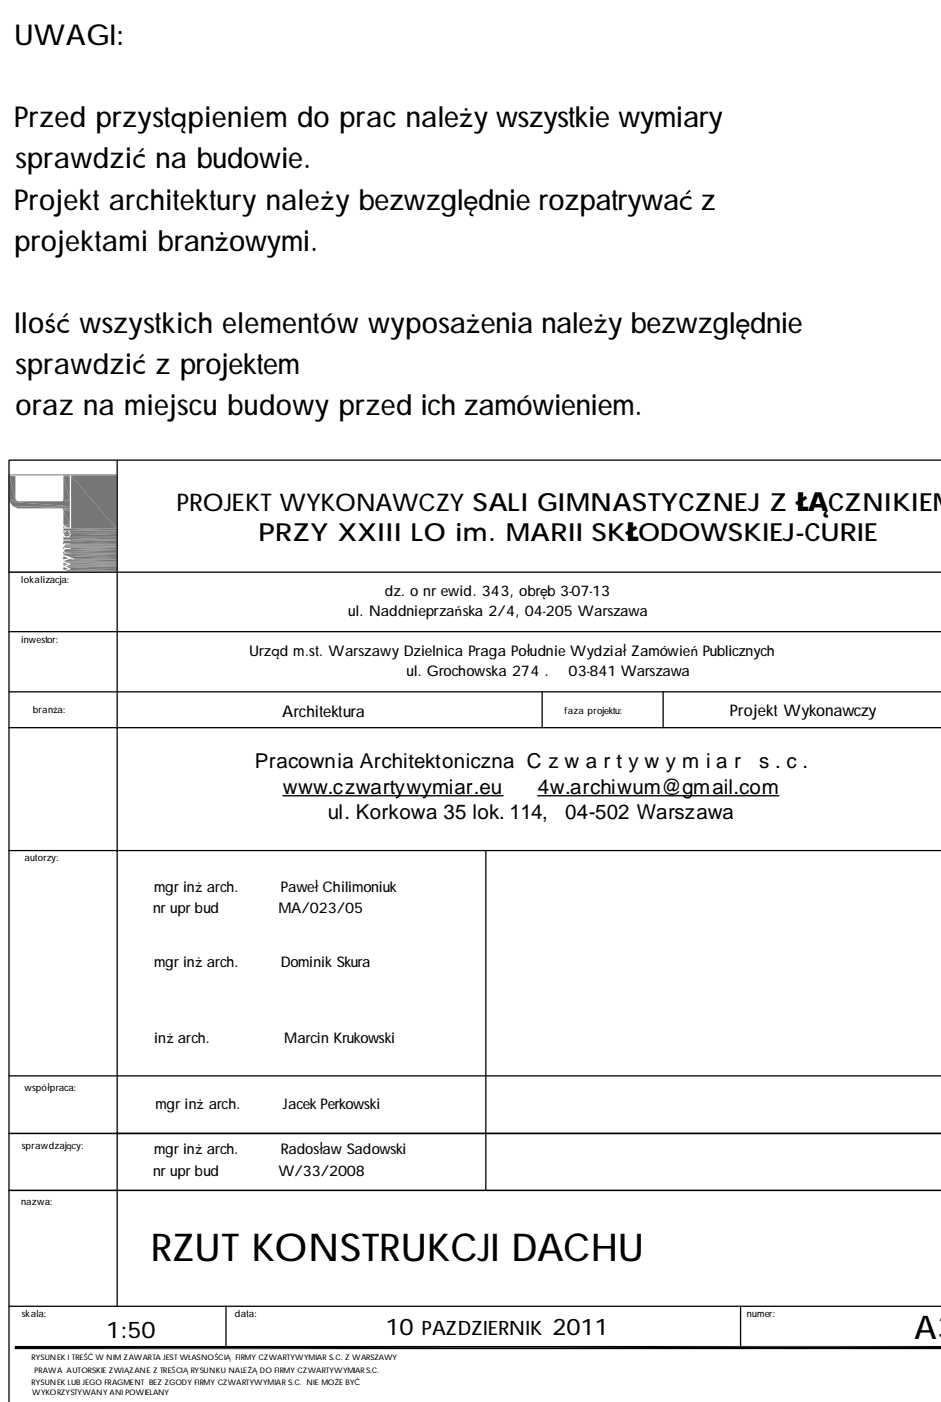 UWAGI:
Przed przystąpieniem do prac należy wszystkie wymiary
sprawdzić na budowie.
Projekt architektury należy bezwzględnie rozpatrywać z
projektami branżowymi.
Ilość wszystkich elementów wyposażenia należy bezwzględnie
sprawdzić z projektem
oraz na miejscu budowy przed ich zamówieniem.
wymiar
PROJEKT WYKONAWCZY SALI GIMNASTYCZNEJ Z ŁĄCZNIKIEM
PRZY XXIII LO im. MARII SKŁODOWSKIEJ-CURIE
lokalizacja:
dz. o nr ewid. 343, obręb 3-07-13
ul. Naddnieprzańska 2/4, 04-205 Warszawa
inwestor:
Urząd m.st. Warszawy Dzielnica Praga Południe Wydział Zamówień Publicznych
ul. Grochowska 274 . 03-841 Warszawa
branża: Architektura faza projektu: Projekt Wykonawczy
Pracownia Architektoniczna Czwartywymiar s.c.
www.czwartywymiar.eu 4w.archiwum@gmail.com
ul. Korkowa 35 lok. 114, 04-502 Warszawa
autorzy:
mgr inż arch. Paweł Chilimoniuk
nr upr bud MA/023/05
mgr inż arch. Dominik Skura
inż arch. Marcin Krukowski
współpraca:
mgr inż arch. Jacek Perkowski
sprawdzający: mgr inż arch. Radosław Sadowski
nr upr bud W/33/2008
nazwa:
RZUT KONSTRUKCJI DACHU
skala: 1:50 data: 10 PAZDZIERNIK 2011 numer: A3
RYSUNEK I TREŚĆ W NIM ZAWARTA JEST WŁASNOŚCIĄ FIRMY CZWARTYWYMIAR S.C. Z WARSZAWY
PRAWA AUTORSKIE ZWIĄZANE Z TREŚCIĄ RYSUNKU NALEŻĄ DO FIRMY CZWARTYWYMIAR S.C.
RYSUNEK LUB JEGO FRAGMENT BEZ ZGODY FIRMY CZWARTYWYMIAR S.C. NIE MOŻE BYĆ
WYKORZYSTYWANY ANI POWIELANY